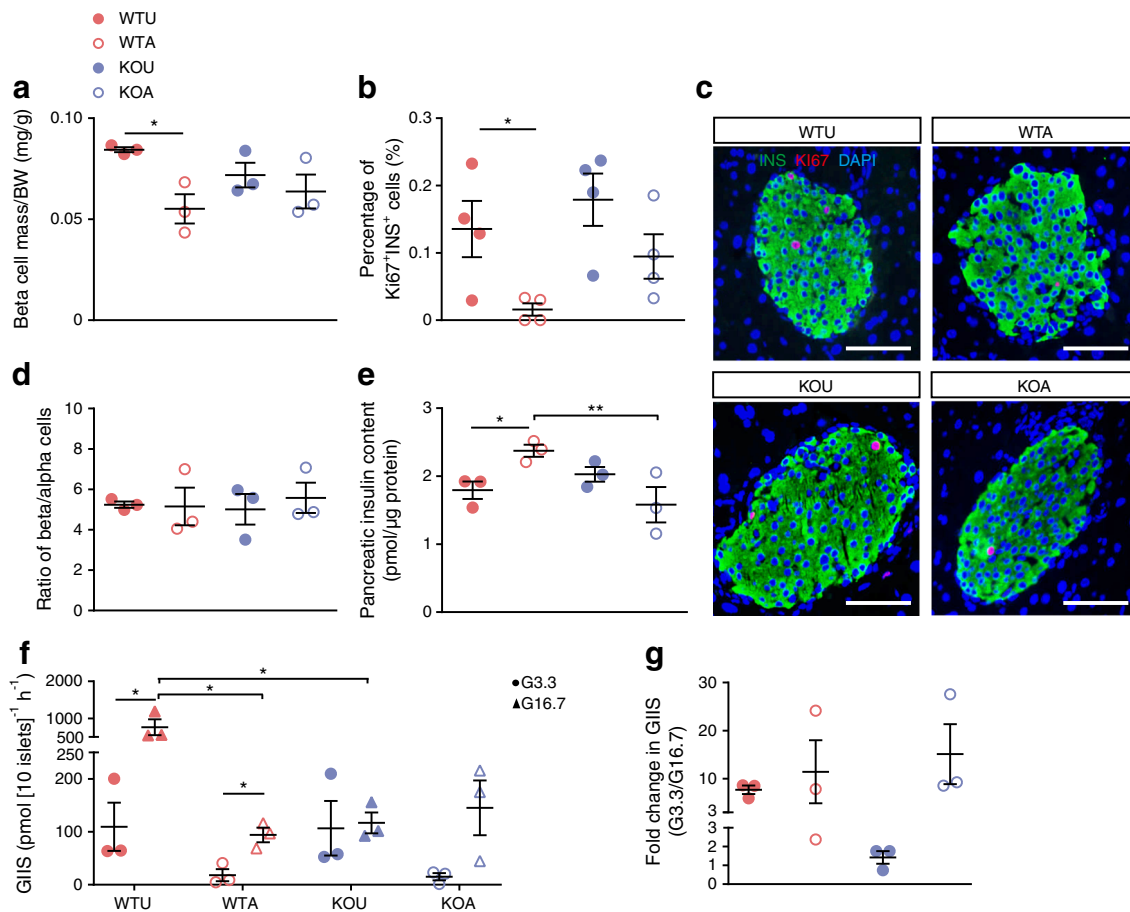 WTU
WTA
KOU
KOA
a
Beta cell mass/BW (mg/g)
0.10
0.05
0
*
b
Percentage of
Ki67⁺INS⁺ cells (%)
0.3
0.2
0.1
0
*
c
WTU
WTA
INS KI67 DAPI
KOU
KOA
d
Ratio of beta/alpha cells
10
8
6
4
2
0
e
Pancreatic insulin content
(pmol/µg protein)
3
2
1
0
*
**
f
GIIS (pmol [10 islets]⁻¹ h⁻¹)
2000
1500
1000
500
250
200
150
100
50
0
*
*
*
*
G3.3
G16.7
WTU
WTA
KOU
KOA
g
Fold change in GIIS
(G3.3/G16.7)
30
20
10
3
3
2
1
0